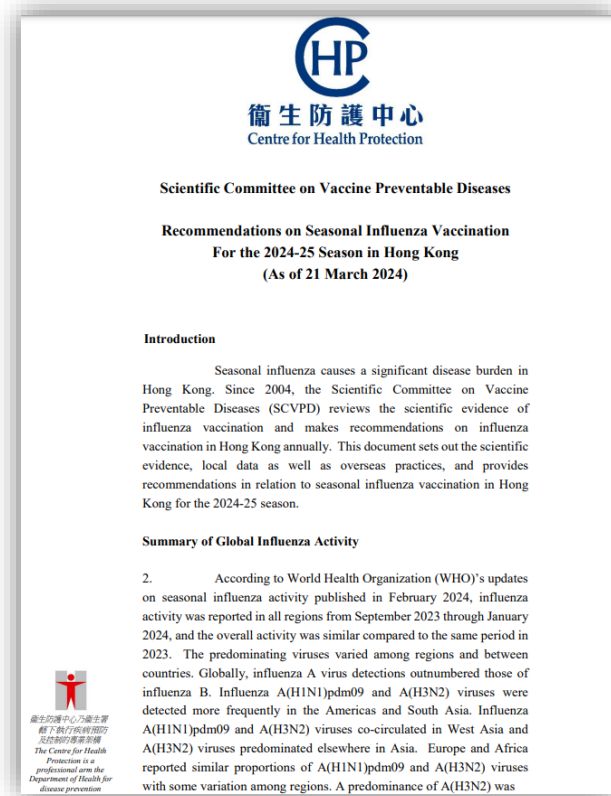 CHP
衞生防護中心
Centre for Health Protection
Scientific Committee on Vaccine Preventable Diseases
Recommendations on Seasonal Influenza Vaccination
For the 2024-25 Season in Hong Kong
(As of 21 March 2024)
Introduction
Seasonal influenza causes a significant disease burden in
Hong Kong. Since 2004, the Scientific Committee on Vaccine
Preventable Diseases (SCVPD) reviews the scientific evidence of
influenza vaccination and makes recommendations on influenza
vaccination in Hong Kong annually. This document sets out the scientific
evidence, local data as well as overseas practices, and provides
recommendations in relation to seasonal influenza vaccination in Hong
Kong for the 2024-25 season.
Summary of Global Influenza Activity
2. According to World Health Organization (WHO)'s updates
on seasonal influenza activity published in February 2024, influenza
activity was reported in all regions from September 2023 through January
2024, and the overall activity was similar compared to the same period in
2023. The predominating viruses varied among regions and between
countries. Globally, influenza A virus detections outnumbered those of
influenza B. Influenza A(H1N1)pdm09 and A(H3N2) viruses were
detected more frequently in the Americas and South Asia. Influenza
A(H1N1)pdm09 and A(H3N2) viruses co-circulated in West Asia and
A(H3N2) viruses predominated elsewhere in Asia. Europe and Africa
reported similar proportions of A(H1N1)pdm09 and A(H3N2) viruses
with some variation among regions. A predominance of A(H3N2) was
衞生防護中心乃衞生署
轄下執行疾病預防
及控制的專業架構
The Centre for Health
Protection is a
professional arm the
Department of Health for
disease prevention